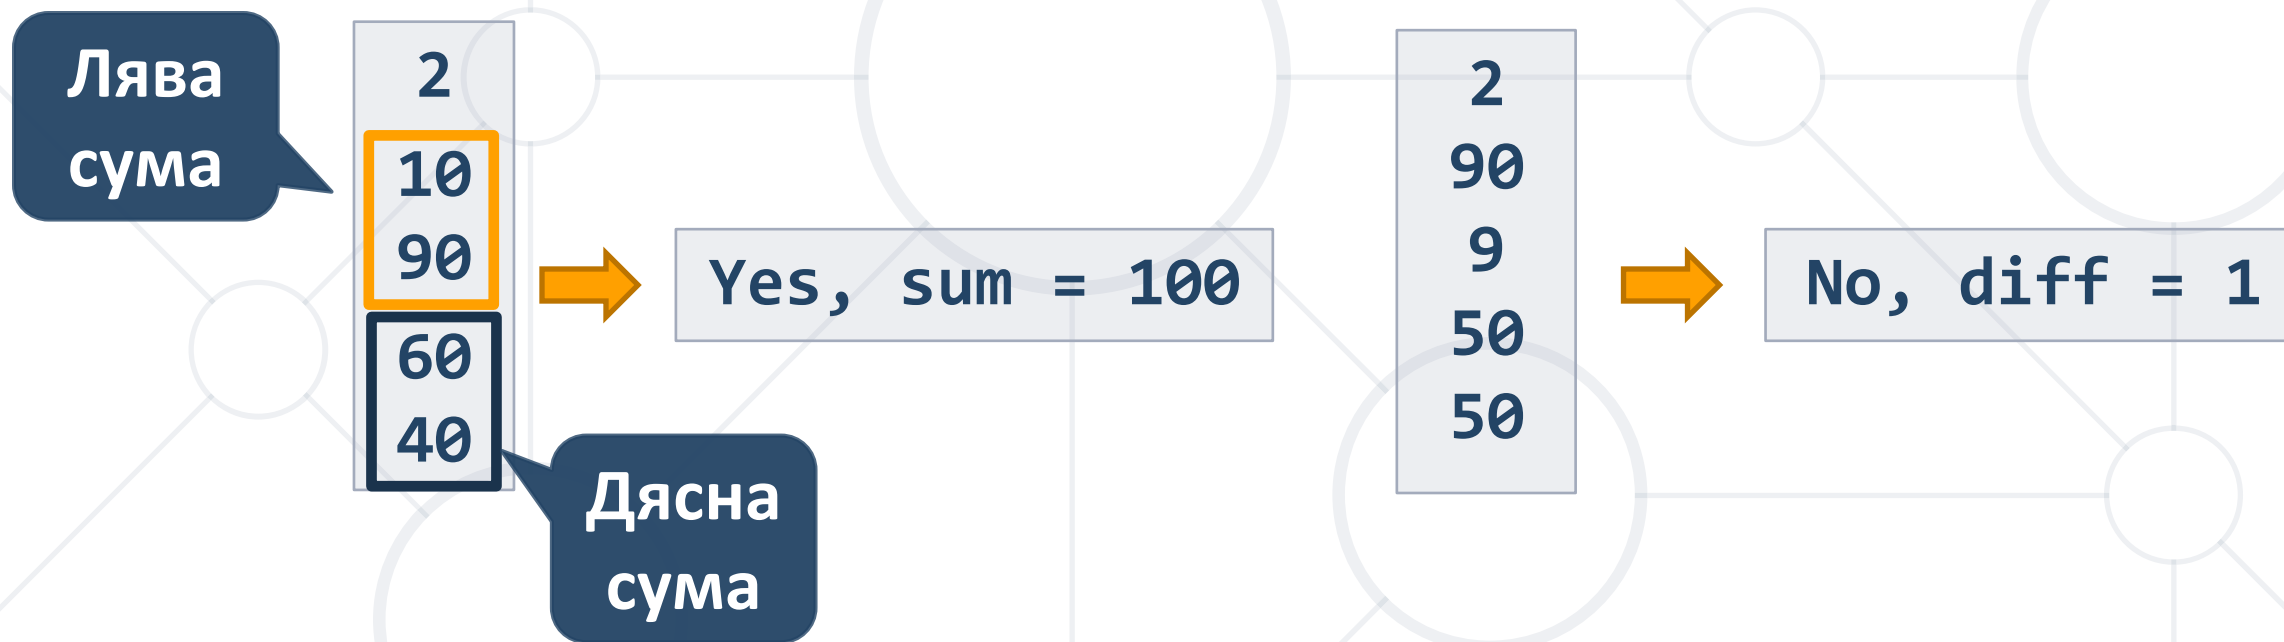 Лява
сума
2
10
90
60
40
Дясна
сума
Yes, sum = 100
2
90
9
50
50
No, diff = 1